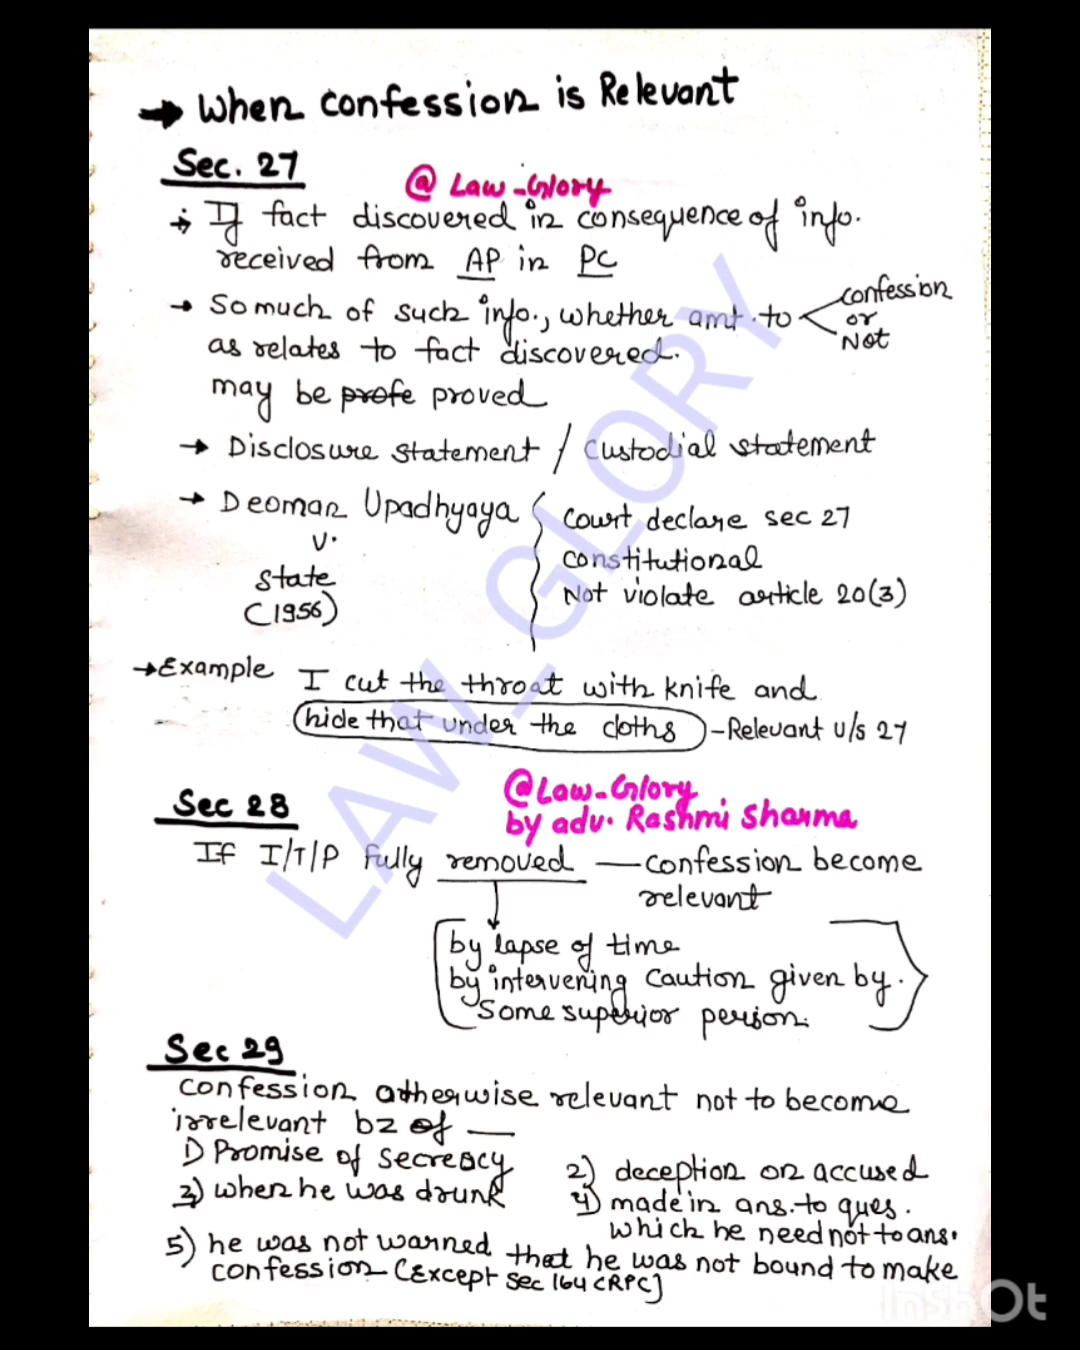 → When confession is Relevant
Sec. 27
@ Law_Glory
→ If fact discovered in consequence of info.
received from AP in PC
→ So much of such info., whether amt. to < confession
or
Not
as relates to fact discovered.
may be profe proved
→ Disclosure statement / Custodial statement
→ Deoman Upadhyaya
v.
State
(1956)
Court declare sec 27
constitutional
Not violate article 20(3)
→ Example I cut the throat with knife and
hide that under the cloths - Relevant u/s 27
@Law_Glory
by adv. Rashmi Sharma
Sec 28
If I/T/P fully removed — confession become
relevant
by lapse of time
by intervening caution given by.
Some superior person.
Sec 29
confession otherwise relevant not to become
irrelevant bz of —
1) Promise of secreacy
2) deception on accused
3) when he was drunk
4) made in ans. to ques.
which he need not to ans.
5) he was not warned that he was not bound to make
confession (Except Sec 164 CRPC)
LAW_GLORY
InshOt